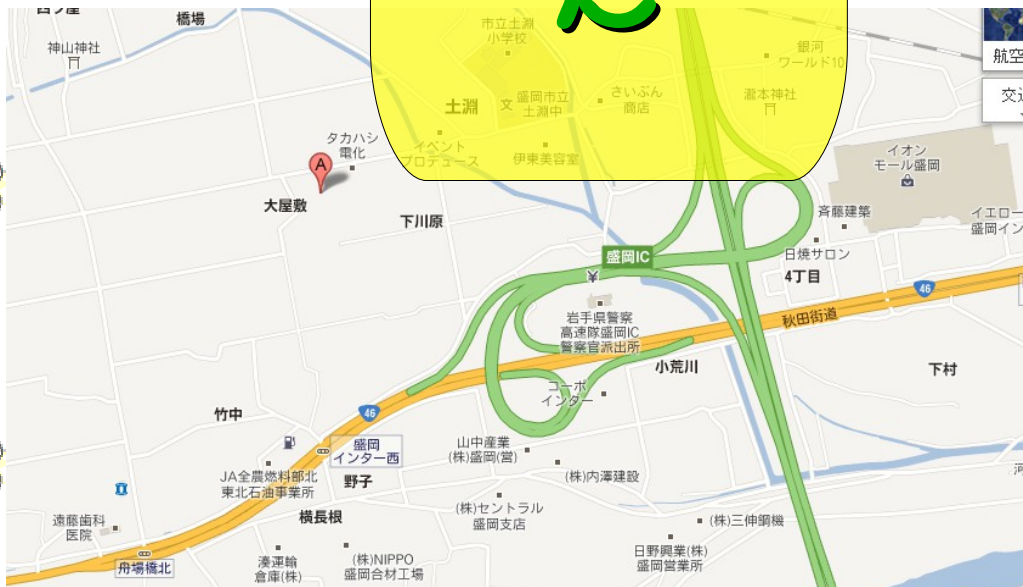 橋場
市立土淵
小学校
神山神社
銀河
ワールド10
航空
土淵
文
盛岡市立
土淵中
さいぶん
商店
瀧本神社
タカハシ
電化
イベント
プロデュース
伊東美容室
A
イオン
モール盛岡
大屋敷
下川原
斉藤建築
イエロー
盛岡イン
盛岡IC
日焼サロン
4丁目
¥
46
岩手県警察
高速隊盛岡IC
警察官派出所
秋田街道
小荒川
下村
コーポ
インター
竹中
46
盛岡
インター西
山中産業
(株)盛岡(営)
JA全農燃料部北
東北石油事業所
野子
(株)内澤建設
(株)セントラル
盛岡支店
横長根
遠藤歯科
医院
(株)三伸鋼機
舟場橋北
湊運輸
倉庫(株)
(株)NIPPO
盛岡合材工場
日野興業(株)
盛岡営業所